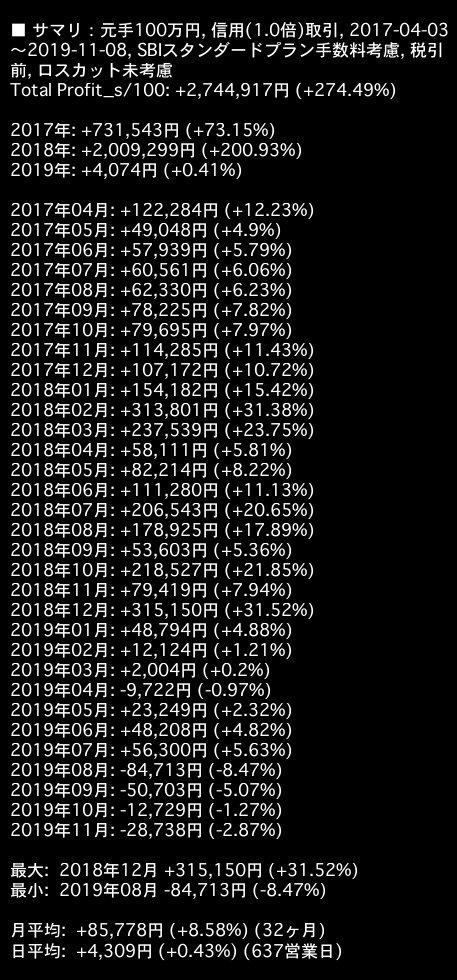 ■ サマリ：元手100万円, 信用(1.0倍)取引, 2017-04-03
～2019-11-08, SBIスタンダードプラン手数料考慮, 税引
前, ロスカット未考慮
Total Profit_s/100: +2,744,917円 (+274.49%)
2017年: +731,543円 (+73.15%)
2018年: +2,009,299円 (+200.93%)
2019年: +4,074円 (+0.41%)
2017年04月: +122,284円 (+12.23%)
2017年05月: +49,048円 (+4.9%)
2017年06月: +57,939円 (+5.79%)
2017年07月: +60,561円 (+6.06%)
2017年08月: +62,330円 (+6.23%)
2017年09月: +78,225円 (+7.82%)
2017年10月: +79,695円 (+7.97%)
2017年11月: +114,285円 (+11.43%)
2017年12月: +107,172円 (+10.72%)
2018年01月: +154,182円 (+15.42%)
2018年02月: +313,801円 (+31.38%)
2018年03月: +237,539円 (+23.75%)
2018年04月: +58,111円 (+5.81%)
2018年05月: +82,214円 (+8.22%)
2018年06月: +111,280円 (+11.13%)
2018年07月: +206,543円 (+20.65%)
2018年08月: +178,925円 (+17.89%)
2018年09月: +53,603円 (+5.36%)
2018年10月: +218,527円 (+21.85%)
2018年11月: +79,419円 (+7.94%)
2018年12月: +315,150円 (+31.52%)
2019年01月: +48,794円 (+4.88%)
2019年02月: +12,124円 (+1.21%)
2019年03月: +2,004円 (+0.2%)
2019年04月: -9,722円 (-0.97%)
2019年05月: +23,249円 (+2.32%)
2019年06月: +48,208円 (+4.82%)
2019年07月: +56,300円 (+5.63%)
2019年08月: -84,713円 (-8.47%)
2019年09月: -50,703円 (-5.07%)
2019年10月: -12,729円 (-1.27%)
2019年11月: -28,738円 (-2.87%)
最大: 2018年12月 +315,150円 (+31.52%)
最小: 2019年08月 -84,713円 (-8.47%)
月平均: +85,778円 (+8.58%) (32ヶ月)
日平均: +4,309円 (+0.43%) (637営業日)